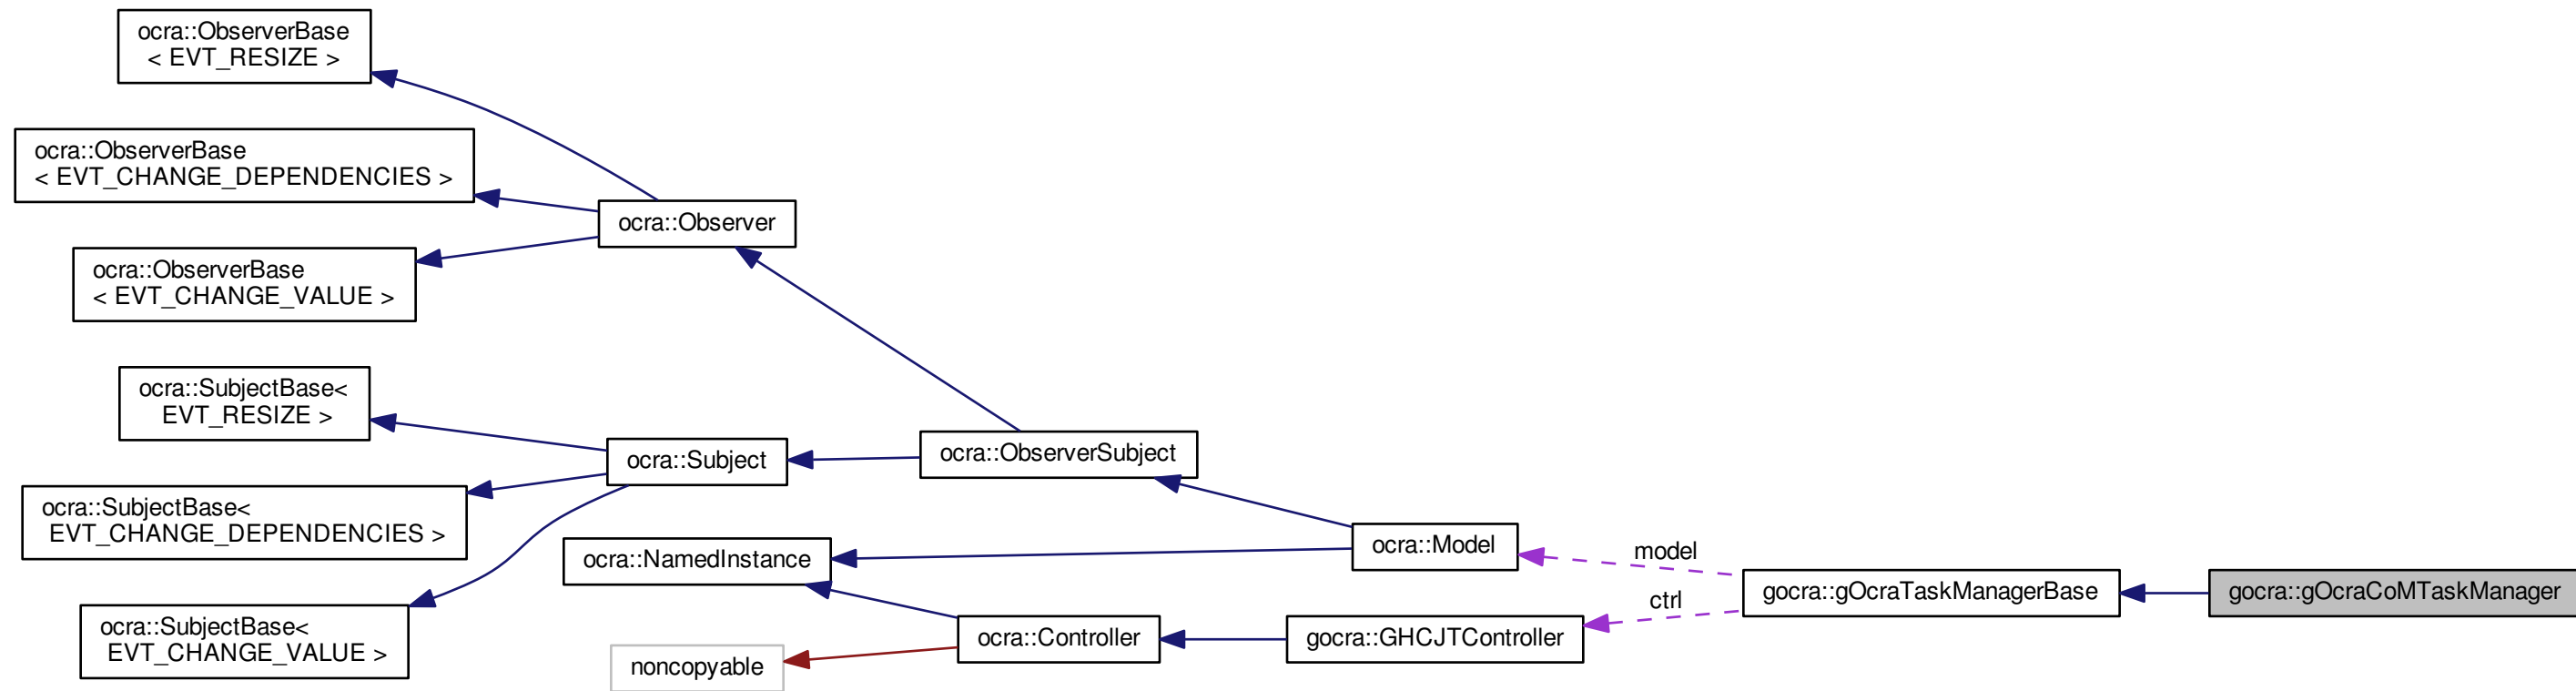 ocra::ObserverBase
< EVT_RESIZE >
ocra::ObserverBase
< EVT_CHANGE_DEPENDENCIES >
ocra::Observer
ocra::ObserverBase
< EVT_CHANGE_VALUE >
ocra::SubjectBase<
EVT_RESIZE >
ocra::Subject
ocra::ObserverSubject
ocra::SubjectBase<
EVT_CHANGE_DEPENDENCIES >
ocra::NamedInstance
ocra::Model
model
gocra::gOcraTaskManagerBase
gocra::gOcraCoMTaskManager
ctrl
ocra::SubjectBase<
EVT_CHANGE_VALUE >
ocra::Controller
gocra::GHCJTController
noncopyable